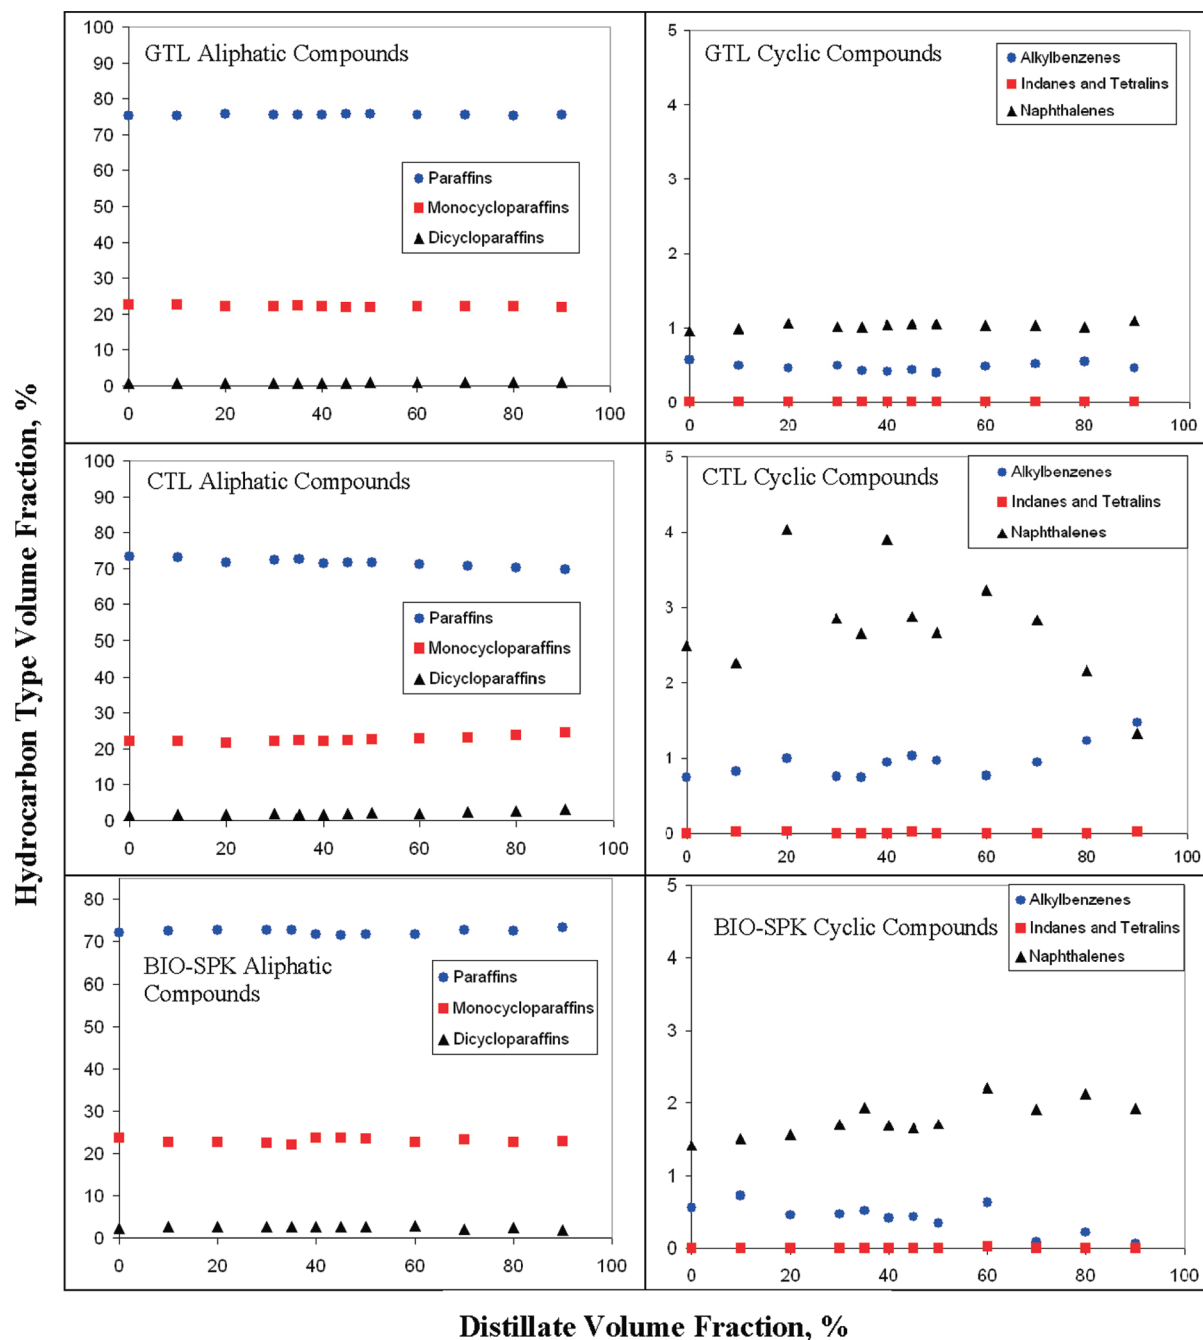 Hydrocarbon Type Volume Fraction, %
GTL Aliphatic Compounds
100
90
80
70
60
50
40
30
20
10
0
Paraffins
Monocycloparaffins
Dicycloparaffins
0 20 40 60 80 100
GTL Cyclic Compounds
5
4
3
2
1
0
Alkylbenzenes
Indanes and Tetralins
Naphthalenes
0 20 40 60 80 100
CTL Aliphatic Compounds
100
90
80
70
60
50
40
30
20
10
0
Paraffins
Monocycloparaffins
Dicycloparaffins
0 20 40 60 80 100
CTL Cyclic Compounds
5
4
3
2
1
0
Alkylbenzenes
Indanes and Tetralins
Naphthalenes
0 20 40 60 80 100
80
70
60
50
40
30
20
10
0
BIO-SPK Aliphatic
Compounds
Paraffins
Monocycloparaffins
Dicycloparaffins
0 20 40 60 80 100
BIO-SPK Cyclic Compounds
5
4
3
2
1
0
Alkylbenzenes
Indanes and Tetralins
Naphthalenes
0 20 40 60 80 100
Distillate Volume Fraction, %